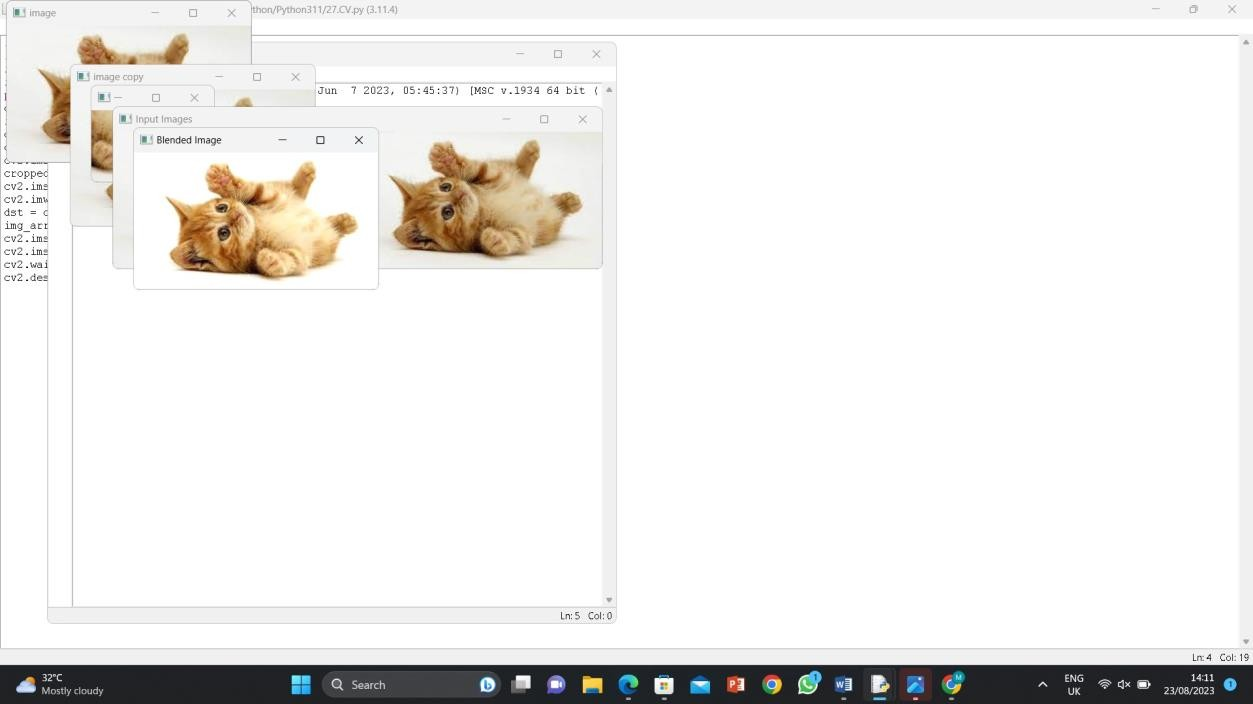 image
thon/Python311/27.CV.py (3.11.4)
image copy
Jun  7 2023, 05:45:37) [MSC v.1934 64 bit (
Input Images
Blended Image
cropped
cv2.ims
cv2.imw
dst = c
img_arr
cv2.ims
cv2.ims
cv2.wai
cv2.des
Ln: 5 Col: 0
Ln: 4 Col: 19
32°C
Mostly cloudy
Search
ENG
UK
14:11
23/08/2023
1